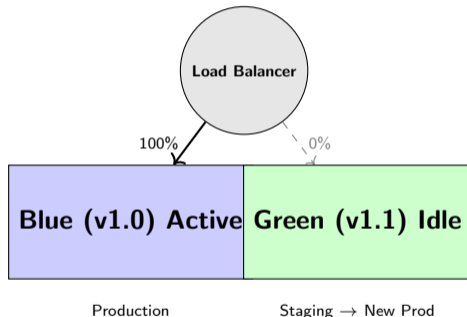 Load Balancer
100%
0%
Blue (v1.0) Active
Green (v1.1) Idle
Production
Staging → New Prod